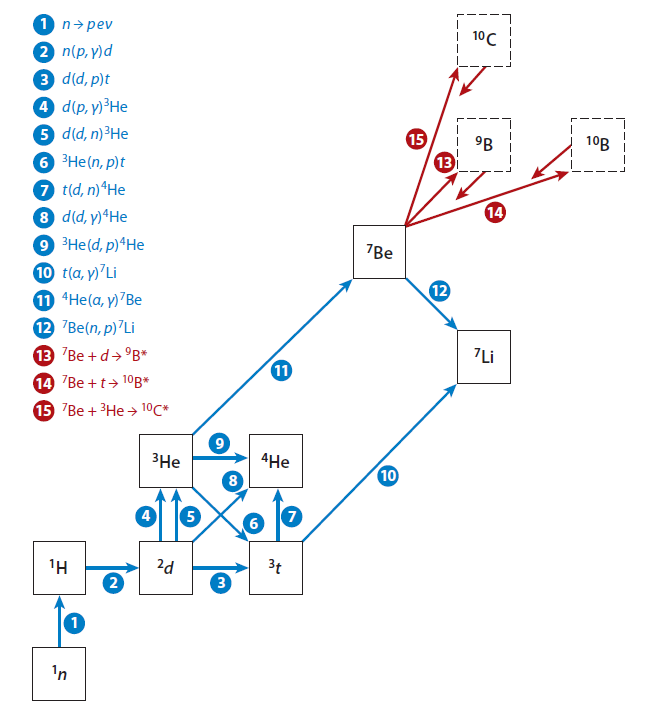 1 n → peν
2 n(p, γ)d
3 d(d, p)t
4 d(p, γ)³He
5 d(d, n)³He
6 ³He(n, p)t
7 t(d, n)⁴He
8 d(d, γ)⁴He
9 ³He(d, p)⁴He
10 t(α, γ)⁷Li
11 ⁴He(α, γ)⁷Be
12 ⁷Be(n, p)⁷Li
13 ⁷Be + d → ⁹B*
14 ⁷Be + t → ¹⁰B*
15 ⁷Be + ³He → ¹⁰C*
¹⁰C
15
⁹B
¹⁰B
13
14
⁷Be
12
⁷Li
11
9
³He
⁴He
8
10
4
5
6
7
¹H
²d
³t
2
3
1
¹n